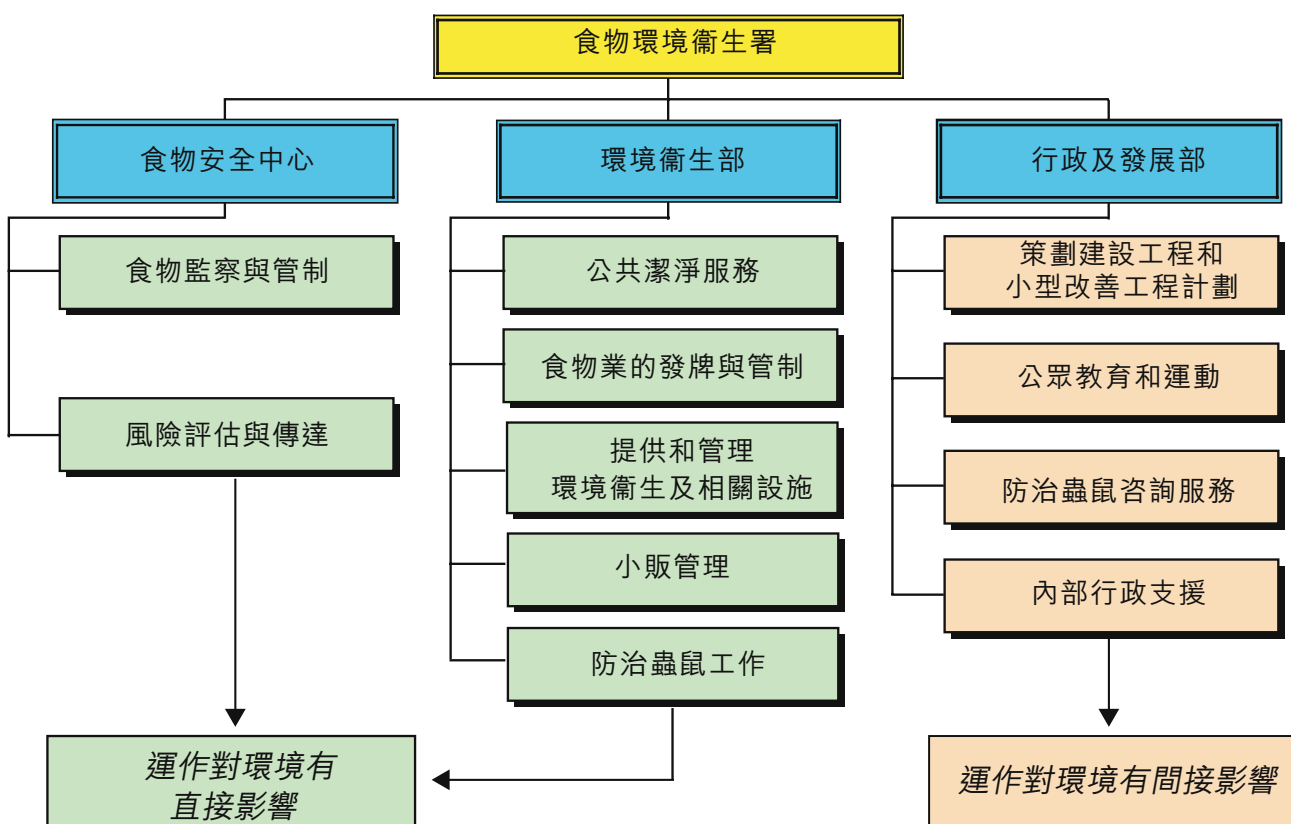 食物環境衞生署
食物安全中心
環境衞生部
行政及發展部
食物監察與管制
風險評估與傳達
公共潔淨服務
食物業的發牌與管制
提供和管理
環境衞生及相關設施
小販管理
防治蟲鼠工作
策劃建設工程和
小型改善工程計劃
公眾教育和運動
防治蟲鼠咨詢服務
內部行政支援
運作對環境有
直接影響
運作對環境有間接影響